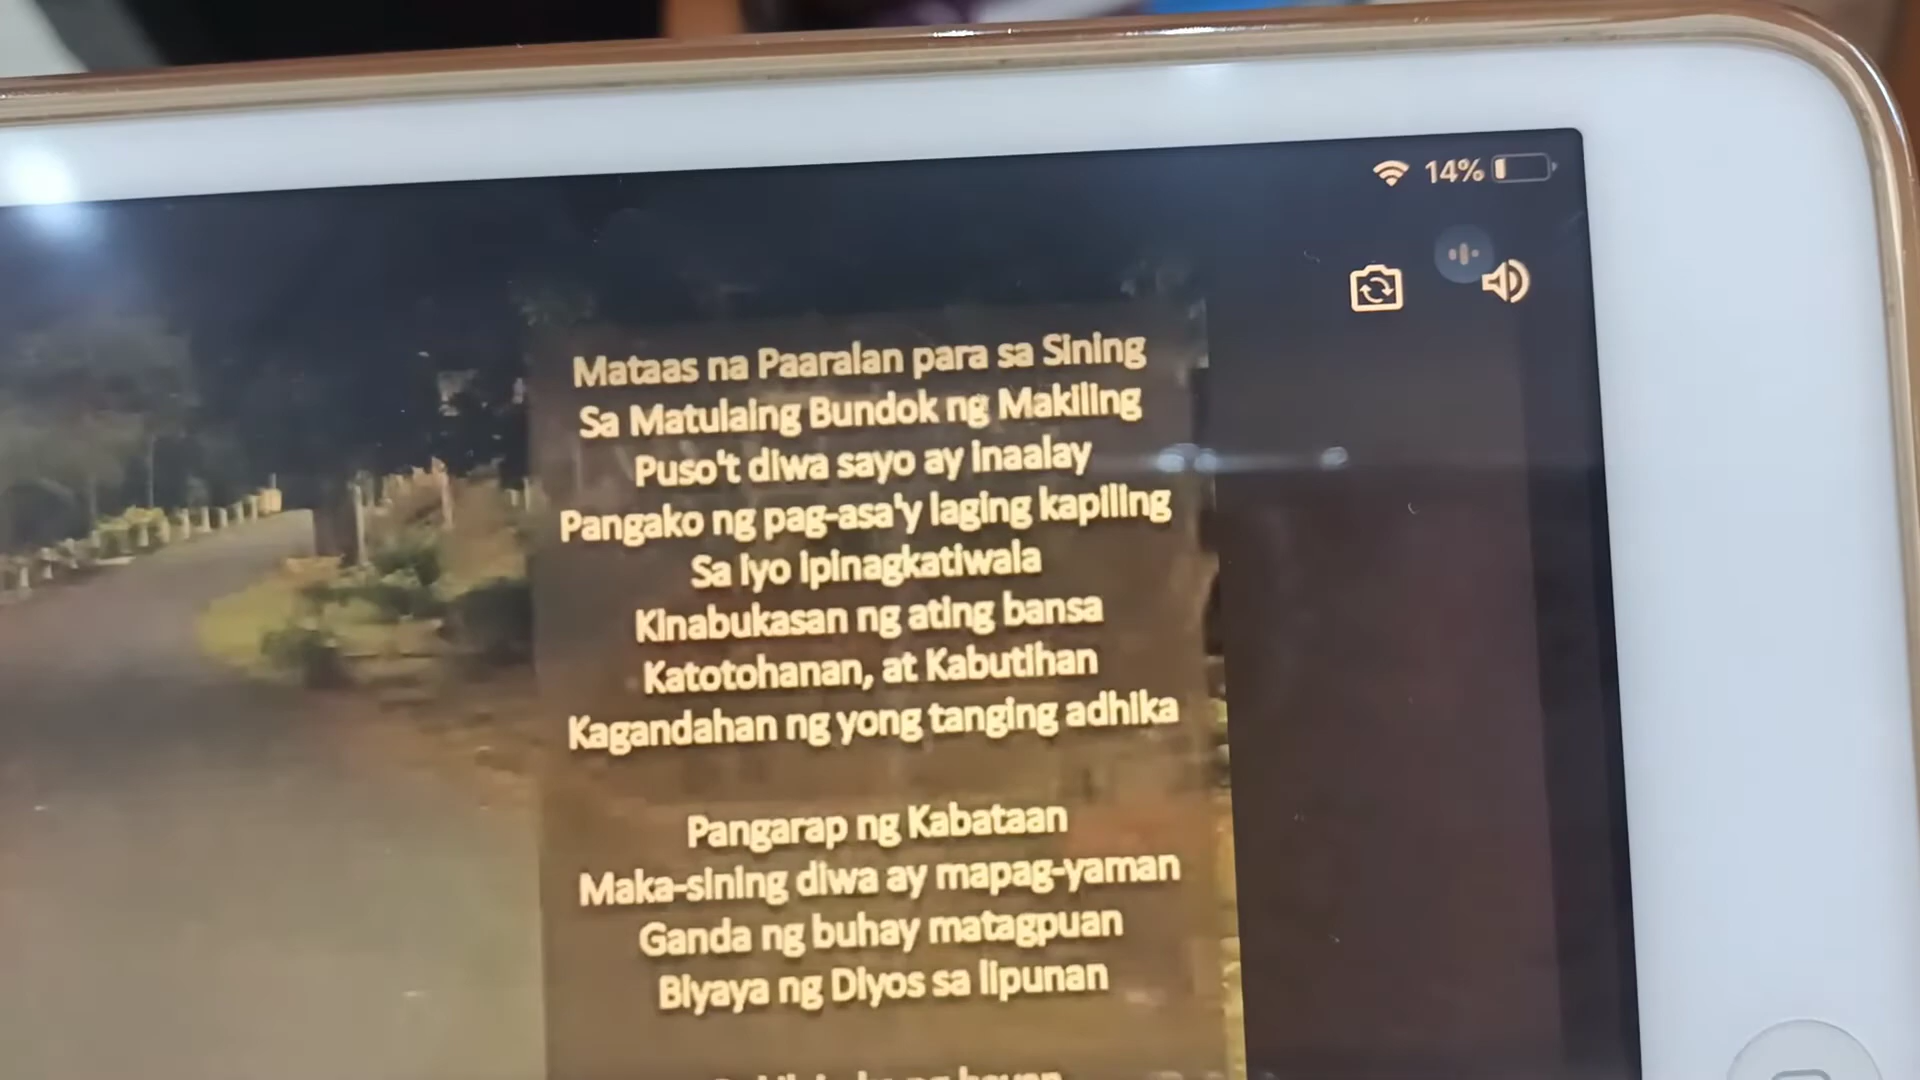 14%
Mataas na Paaralan para sa Sining
Sa Matulaing Bundok ng Makiling
Puso't diwa sayo ay inaalay
Pangako ng pag-asa'y laging kapiling
Sa Iyo ipinagkatiwala
Kinabukasan ng ating bansa
Katotohanan, at Kabutihan
Kagandahan ng yong tanging adhika
Pangarap ng Kabataan
Maka-sining diwa ay mapag-yaman
Ganda ng buhay matagpuan
Biyaya ng Diyos sa lipunan